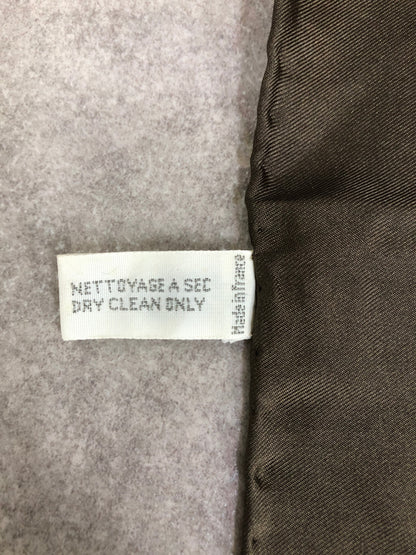 NETTOYAGE A SEC
DRY CLEAN ONLY
Made in france